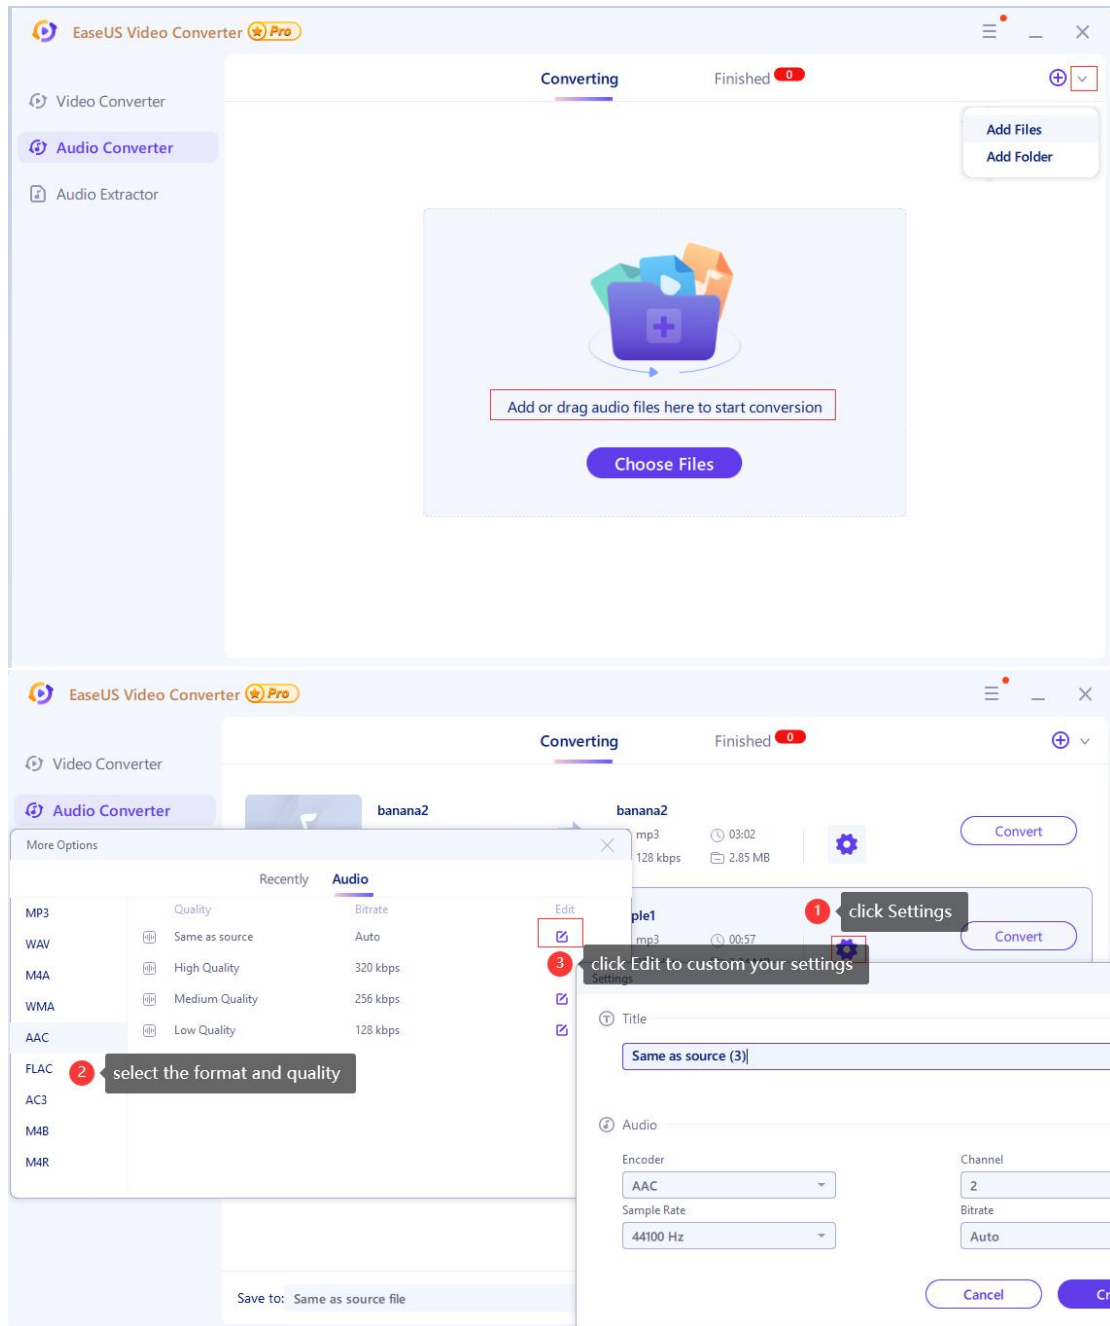 EaseUS Video Converter Pro
Converting
Finished 0
Video Converter
Audio Converter
Audio Extractor
Add Files
Add Folder
Add or drag audio files here to start conversion
Choose Files
EaseUS Video Converter Pro
Converting
Finished 0
Video Converter
Audio Converter
banana2
banana2
mp3 03:02
128 kbps 2.85 MB
Convert
More Options
Recently Audio
Quality Bitrate Edit
MP3
WAV
M4A
WMA
AAC
FLAC
AC3
M4B
M4R
Same as source Auto
High Quality 320 kbps
Medium Quality 256 kbps
Low Quality 128 kbps
2 select the format and quality
ple1
1 click Settings
mp3 00:57
Convert
3 click Edit to custom your settings
Settings
Title
Same as source (3)
Audio
Encoder Channel
AAC 2
Sample Rate Bitrate
44100 Hz Auto
Cancel Cr
Save to: Same as source file